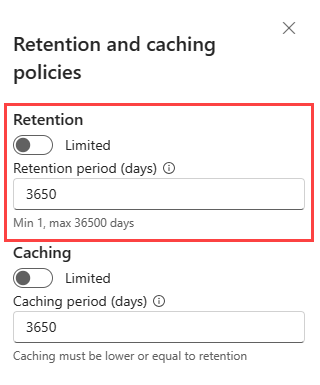 Retention and caching
policies
Retention
Limited
Retention period (days)
3650
Min 1, max 36500 days
Caching
Limited
Caching period (days)
3650
Caching must be lower or equal to retention